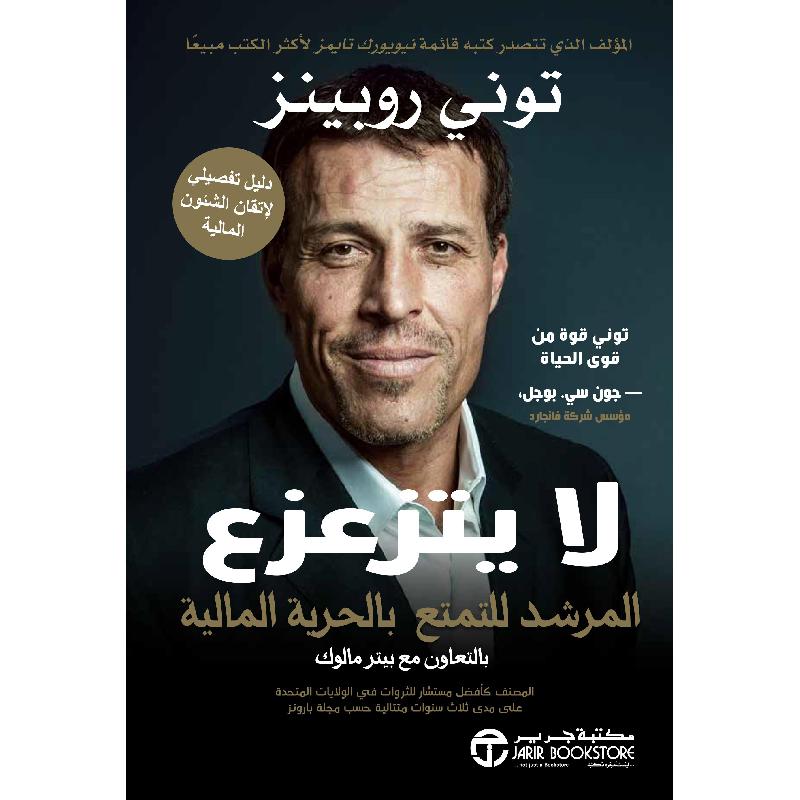 المؤلف الذي تتصدر كتبه قائمة نيويورك تايمز لأكثر الكتب مبيعًا
توني روبينز
دليل تفصيلي
لإتقان الشئون
المالية
توني قوة من
قوى الحياة
— جون سي. بوجل،
مؤسس شركة فانجارد
لا يتزعزع
المرشد للتمتع بالحرية المالية
بالتعاون مع بيتر مالوك
المصنف كأفضل مستشار للثروات في الولايات المتحدة
على مدى ثلاث سنوات متتالية حسب مجلة بارونز
مكتبة جرير
JARIR BOOKSTORE
...not just a Bookstore